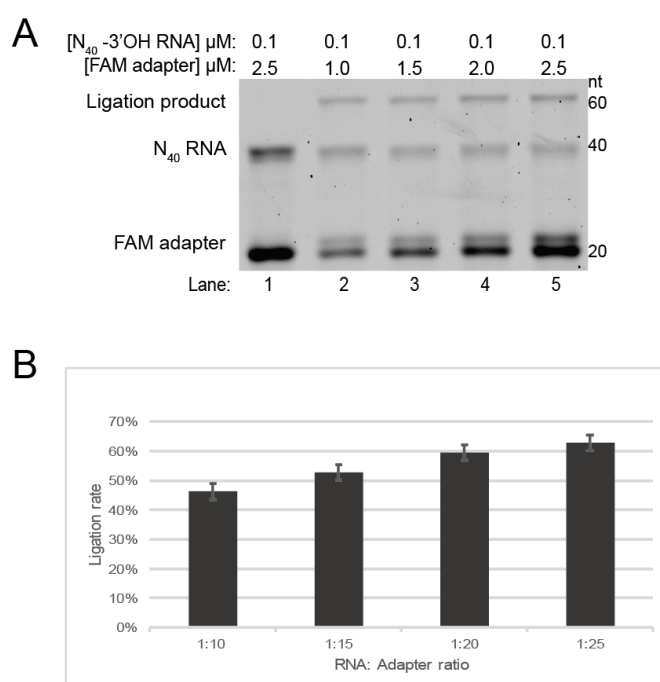 A
[N40 -3'OH RNA] µM: 0.1 0.1 0.1 0.1 0.1
[FAM adapter] µM: 2.5 1.0 1.5 2.0 2.5
nt
Ligation product 60
N40 RNA 40
FAM adapter 20
Lane: 1 2 3 4 5
B
70%
60%
50%
40%
30%
20%
10%
0%
Ligation rate
1:10 1:15 1:20 1:25
RNA: Adapter ratio